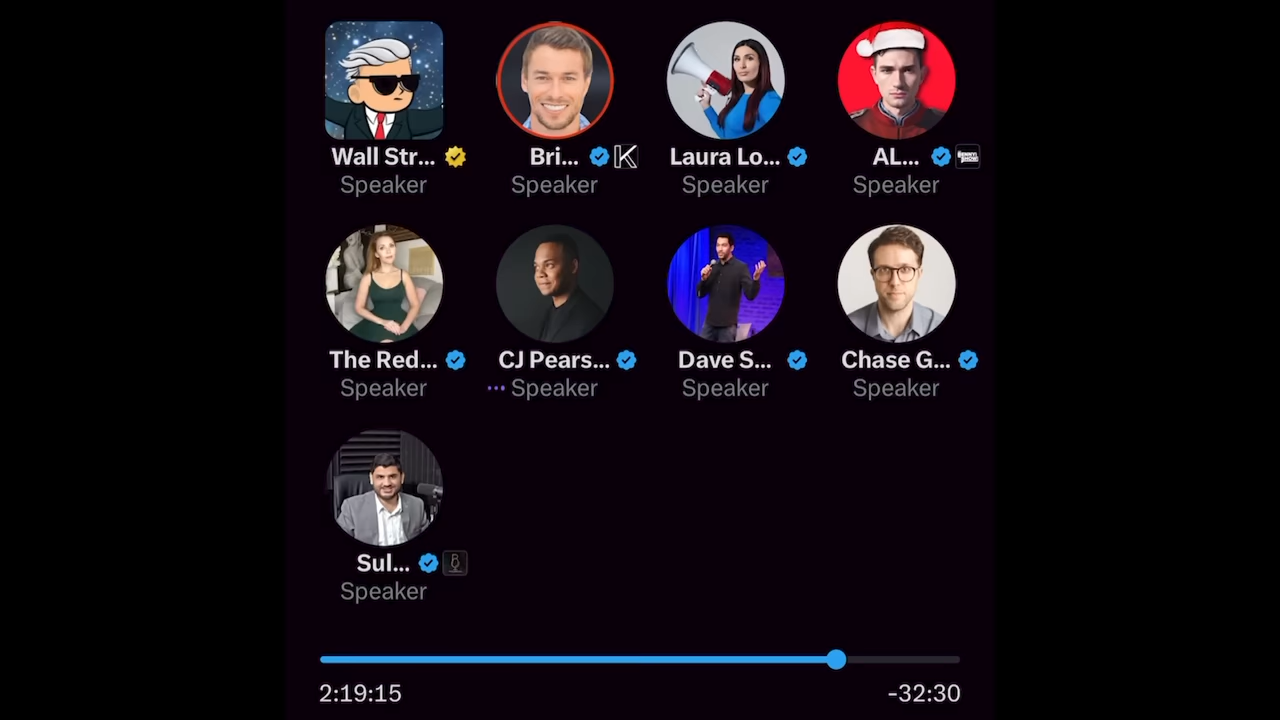 Wall Str...
Bri...
Laura Lo...
AL...
Speaker
Speaker
Speaker
Speaker
The Red...
CJ Pears...
Dave S...
Chase G...
Speaker
Speaker
Speaker
Speaker
Sul...
Speaker
2:19:15
-32:30